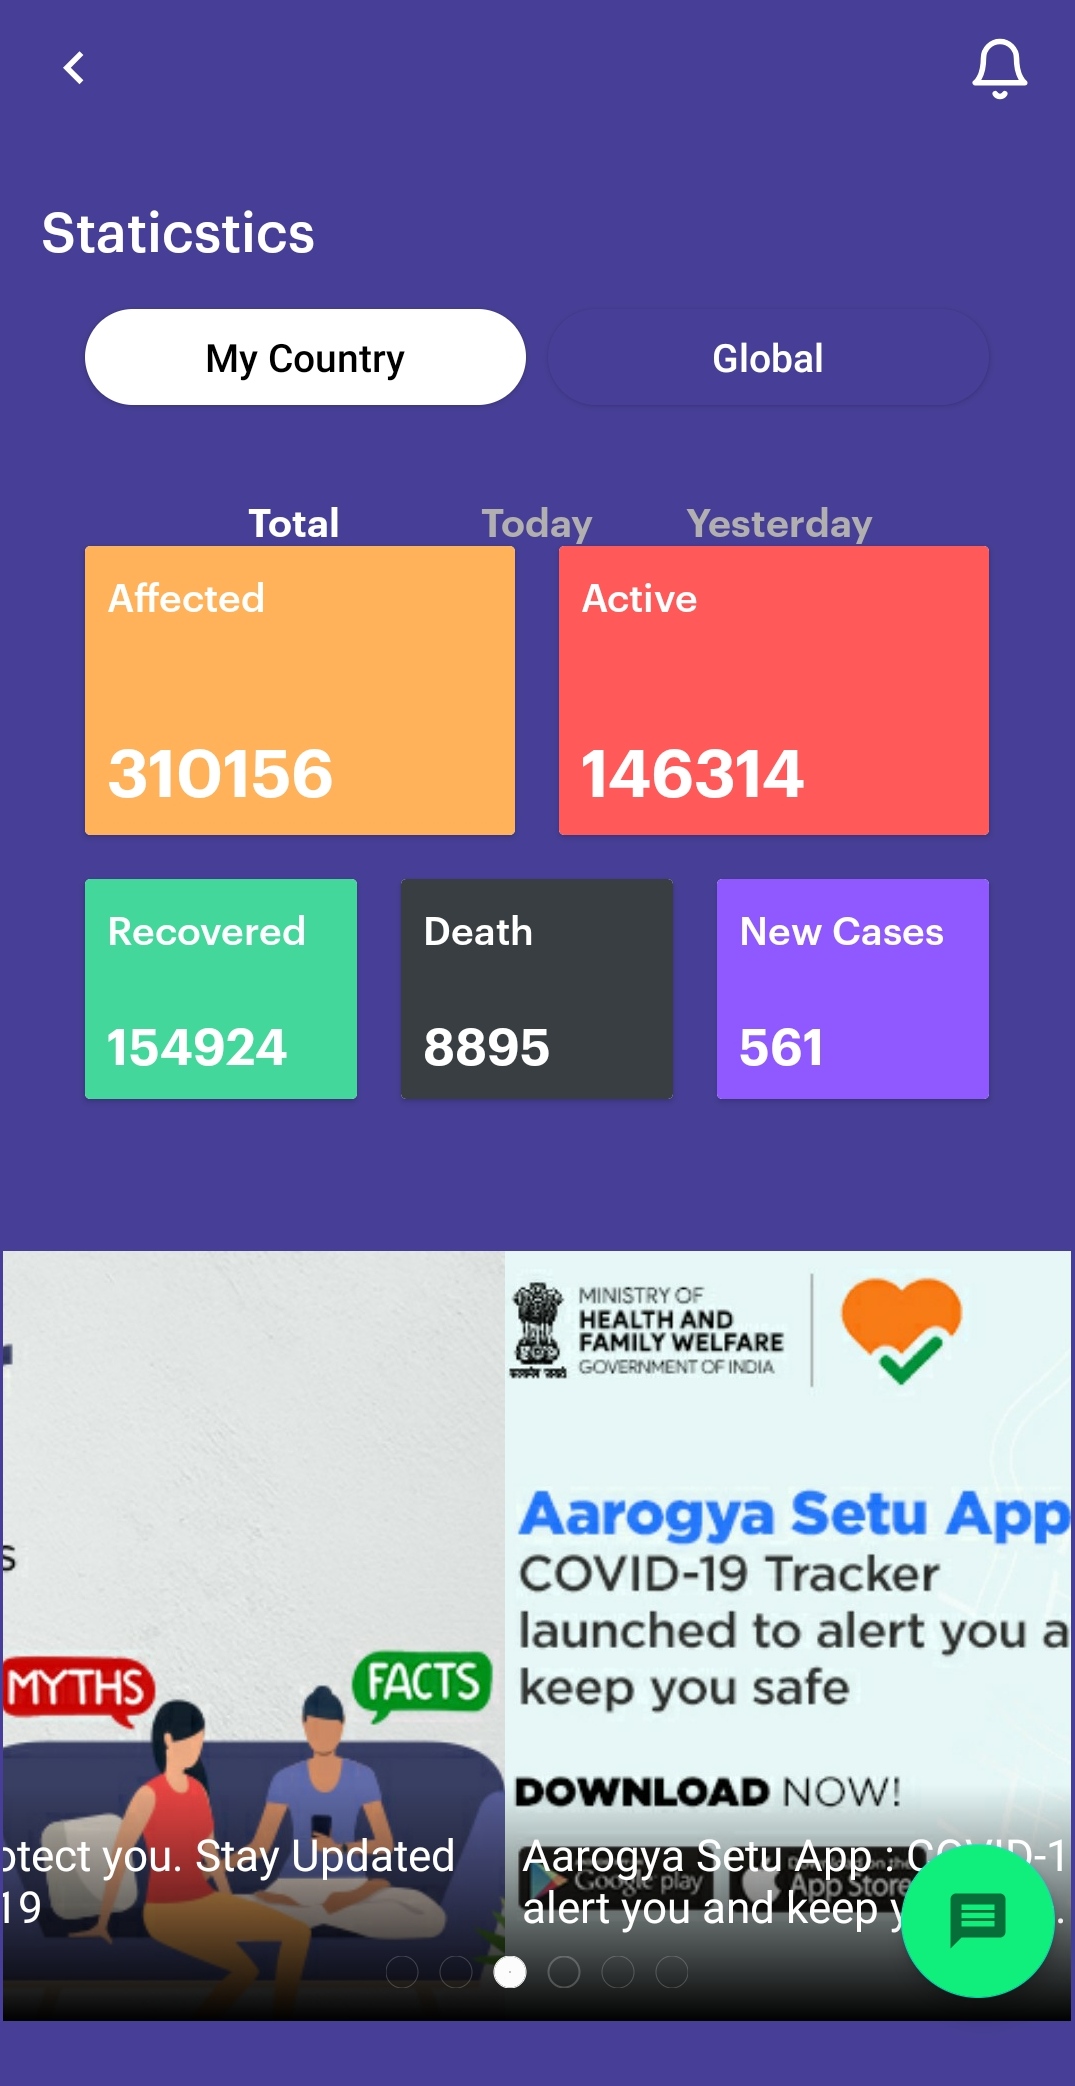 Staticstics
My Country
Global
Total
Today
Yesterday
Affected
310156
Active
146314
Recovered
154924
Death
8895
New Cases
561
MYTHS
FACTS
otect you. Stay Updated
19
MINISTRY OF
HEALTH AND
FAMILY WELFARE
GOVERNMENT OF INDIA
Aarogya Setu App
COVID-19 Tracker
launched to alert you a
keep you safe
DOWNLOAD NOW!
Google play
App Store
Aarogya Setu App : COVID-1
alert you and keep